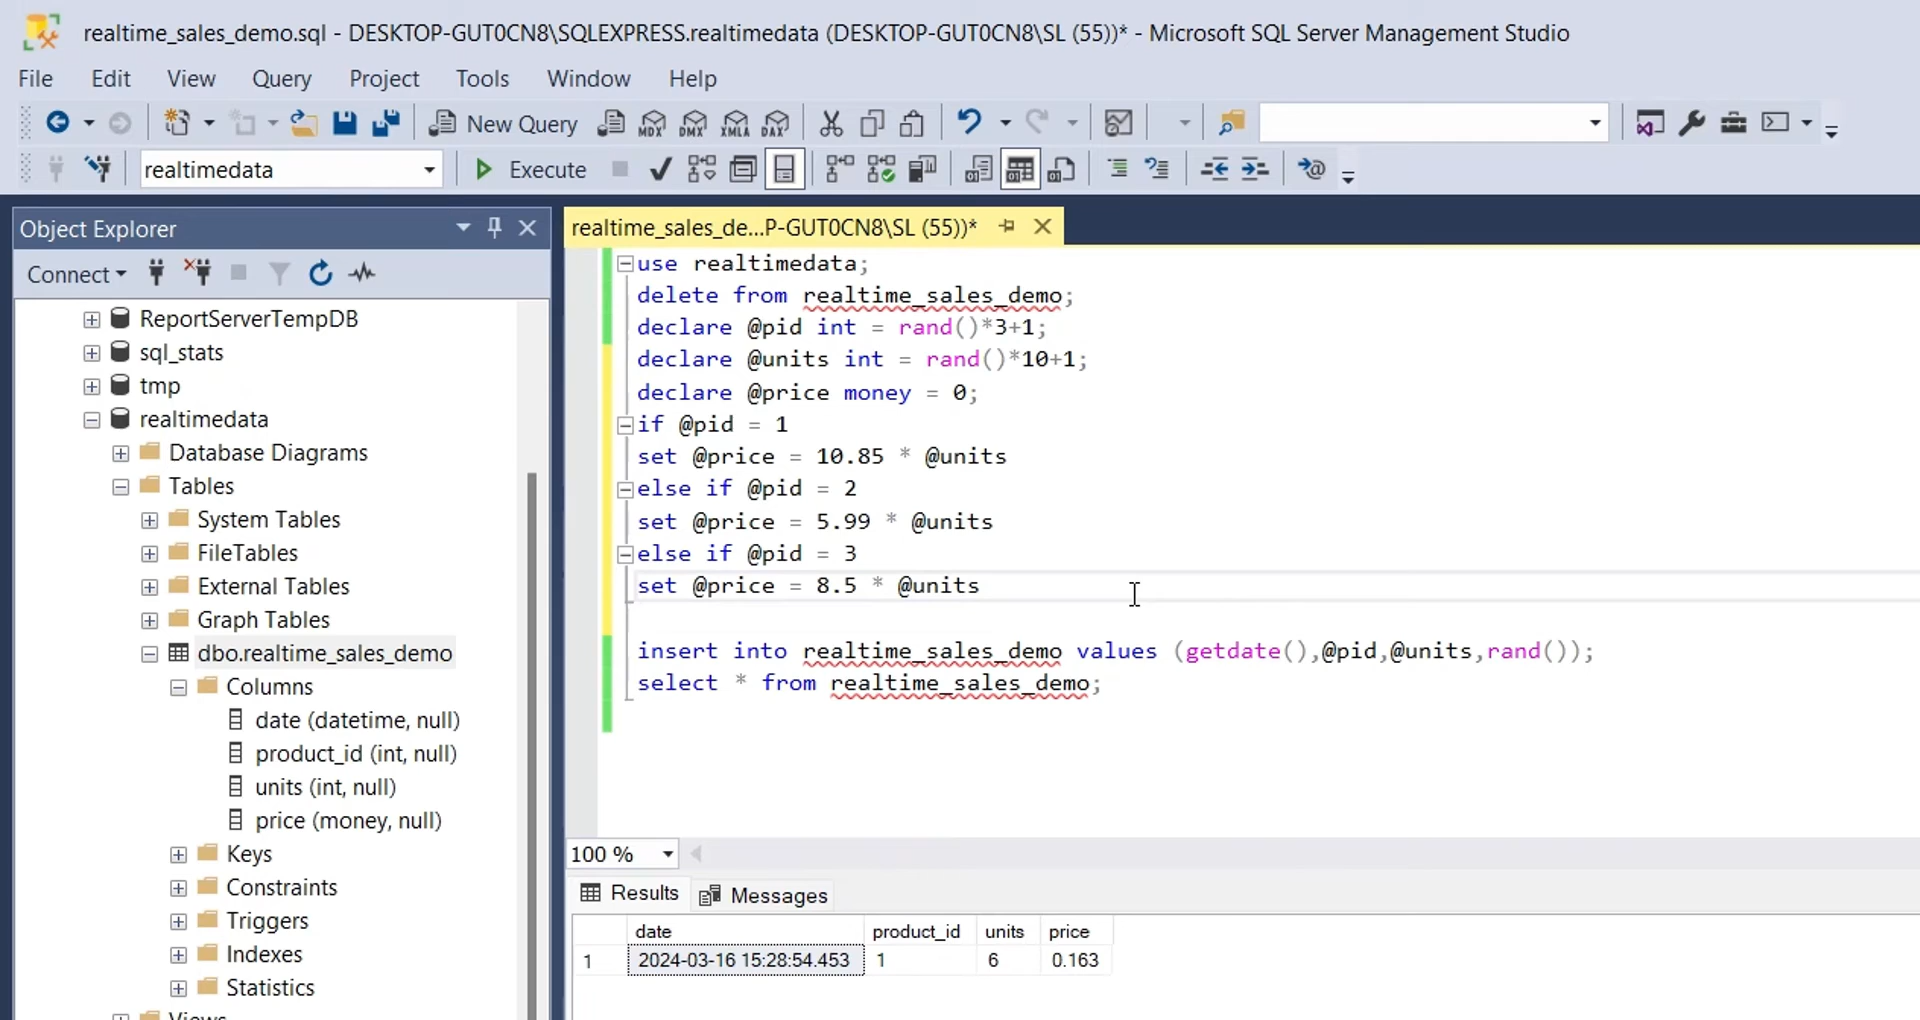 realtime_sales_demo.sql - DESKTOP-GUT0CN8\SQLEXPRESS.realtimedata (DESKTOP-GUT0CN8\SL (55))* - Microsoft SQL Server Management Studio
File Edit View Query Project Tools Window Help
New Query MDX DMX XMLA DAX
realtimedata Execute
Object Explorer
Connect
ReportServerTempDB
sql_stats
tmp
realtimedata
Database Diagrams
Tables
System Tables
FileTables
External Tables
Graph Tables
dbo.realtime_sales_demo
Columns
date (datetime, null)
product_id (int, null)
units (int, null)
price (money, null)
Keys
Constraints
Triggers
Indexes
Statistics
Views
realtime_sales_de...P-GUT0CN8\SL (55))*
use realtimedata;
delete from realtime_sales_demo;
declare @pid int = rand()*3+1;
declare @units int = rand()*10+1;
declare @price money = 0;
if @pid = 1
set @price = 10.85 * @units
else if @pid = 2
set @price = 5.99 * @units
else if @pid = 3
set @price = 8.5 * @units
insert into realtime_sales_demo values (getdate(),@pid,@units,rand());
select * from realtime_sales_demo;
100 %
Results Messages
date product_id units price
1 2024-03-16 15:28:54.453 1 6 0.163